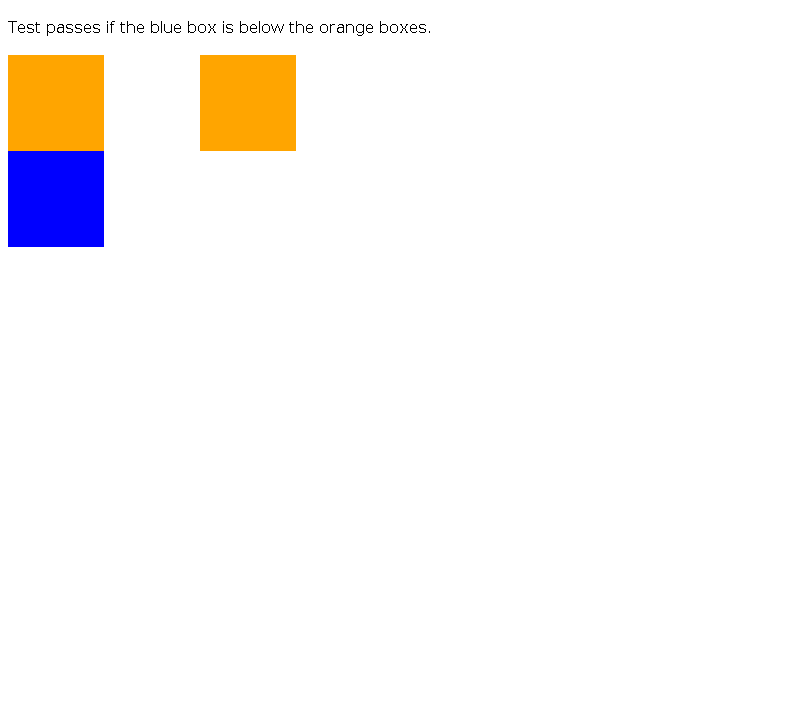 Test passes if the blue box is below the orange boxes.